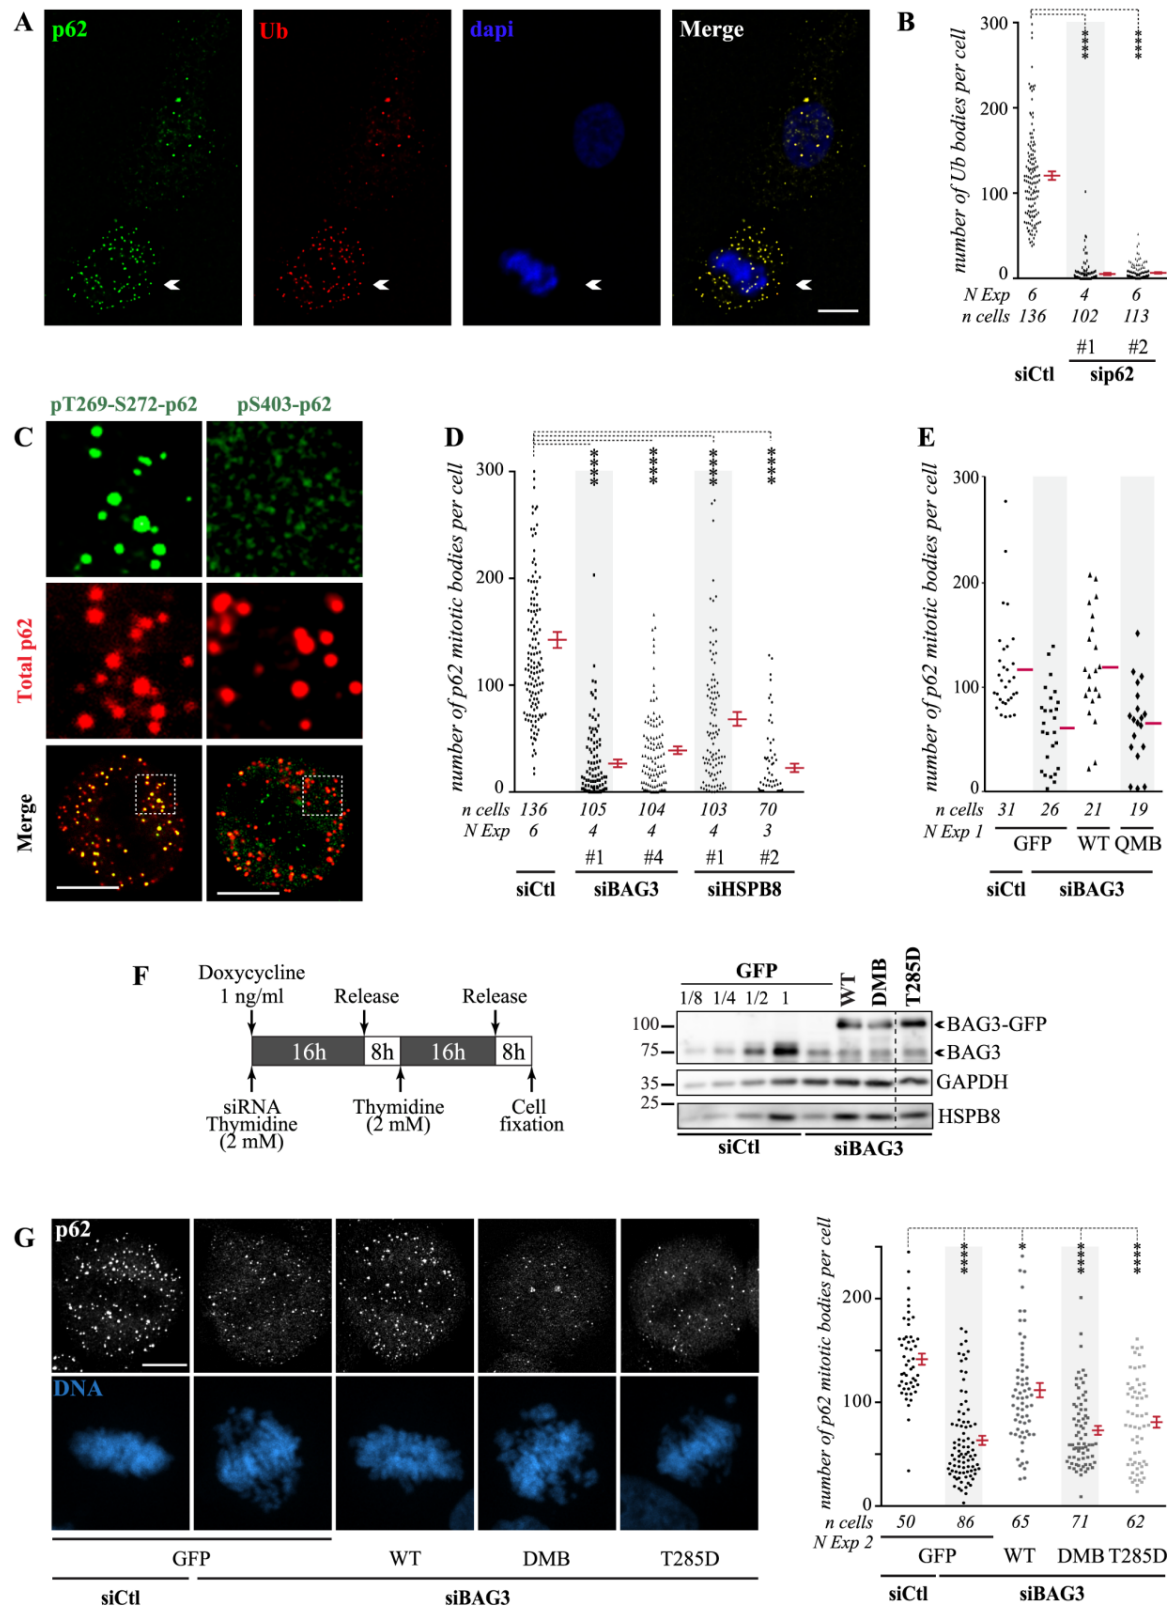 A
p62
Ub
dapi
Merge
B
number of Ub bodies per cell
300
200
100
0
****
****
N Exp 6 4 6
n cells 136 102 113
#1 #2
siCtl sip62
C
pT269-S272-p62 pS403-p62
Total p62
Merge
D
number of p62 mitotic bodies per cell
300
200
100
0
****
****
****
****
n cells 136 105 104 103 70
N Exp 6 4 4 4 3
#1 #4 #1 #2
siCtl siBAG3 siHSPB8
E
number of p62 mitotic bodies per cell
300
200
100
0
n cells 31 26 21 19
N Exp 1
GFP WT QMB
siCtl siBAG3
F
Doxycycline
1 ng/ml
Release
Release
16h 8h 16h 8h
siRNA
Thymidine
(2 mM)
Thymidine
(2 mM)
Cell
fixation
GFP
1/8 1/4 1/2 1
WT
DMB
T285D
100
75
35
25
BAG3-GFP
BAG3
GAPDH
HSPB8
siCtl siBAG3
G
p62
DNA
GFP WT DMB T285D
siCtl siBAG3
number of p62 mitotic bodies per cell
200
100
0
****
*
****
****
n cells 50 86 65 71 62
N Exp 2
GFP WT DMB T285D
siCtl siBAG3